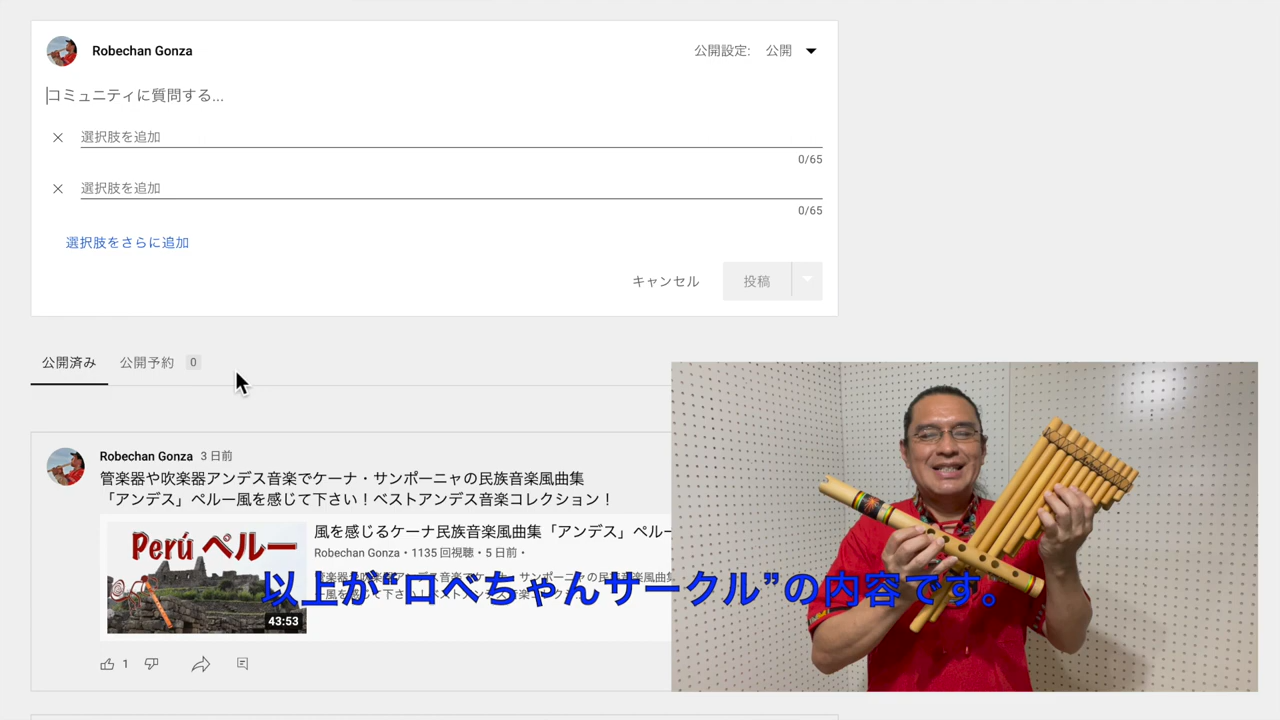 Robechan Gonza
公開設定: 公開
コミュニティに質問する...
選択肢を追加
0/65
選択肢を追加
0/65
選択肢をさらに追加
キャンセル 投稿
公開済み 公開予約 0
Robechan Gonza 3 日前
管楽器や吹楽器アンデス音楽でケーナ・サンポーニャの民族音楽風曲集
「アンデス」ペルー風を感じて下さい！ベストアンデス音楽コレクション！
Perú ペルー
43:53
風を感じるケーナ民族音楽風曲集「アンデス」ペルー
Robechan Gonza・1135 回視聴・5 日前・
以上が“ロベちゃんサークル”の内容です。
1